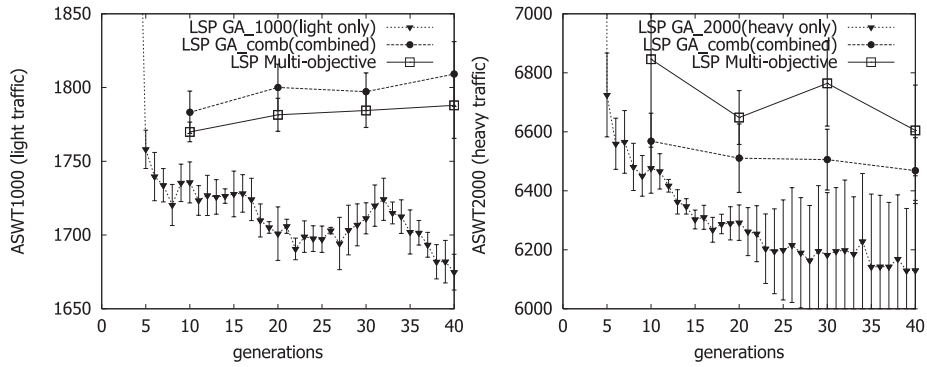 LSP GA_1000(light only)
LSP GA_comb(combined)
LSP Multi-objective
ASWT1000 (light traffic)
1850
1800
1750
1700
1650
0 5 10 15 20 25 30 35 40
generations
LSP GA_2000(heavy only)
LSP GA_comb(combined)
LSP Multi-objective
ASWT2000 (heavy traffic)
7000
6800
6600
6400
6200
6000
0 5 10 15 20 25 30 35 40
generations